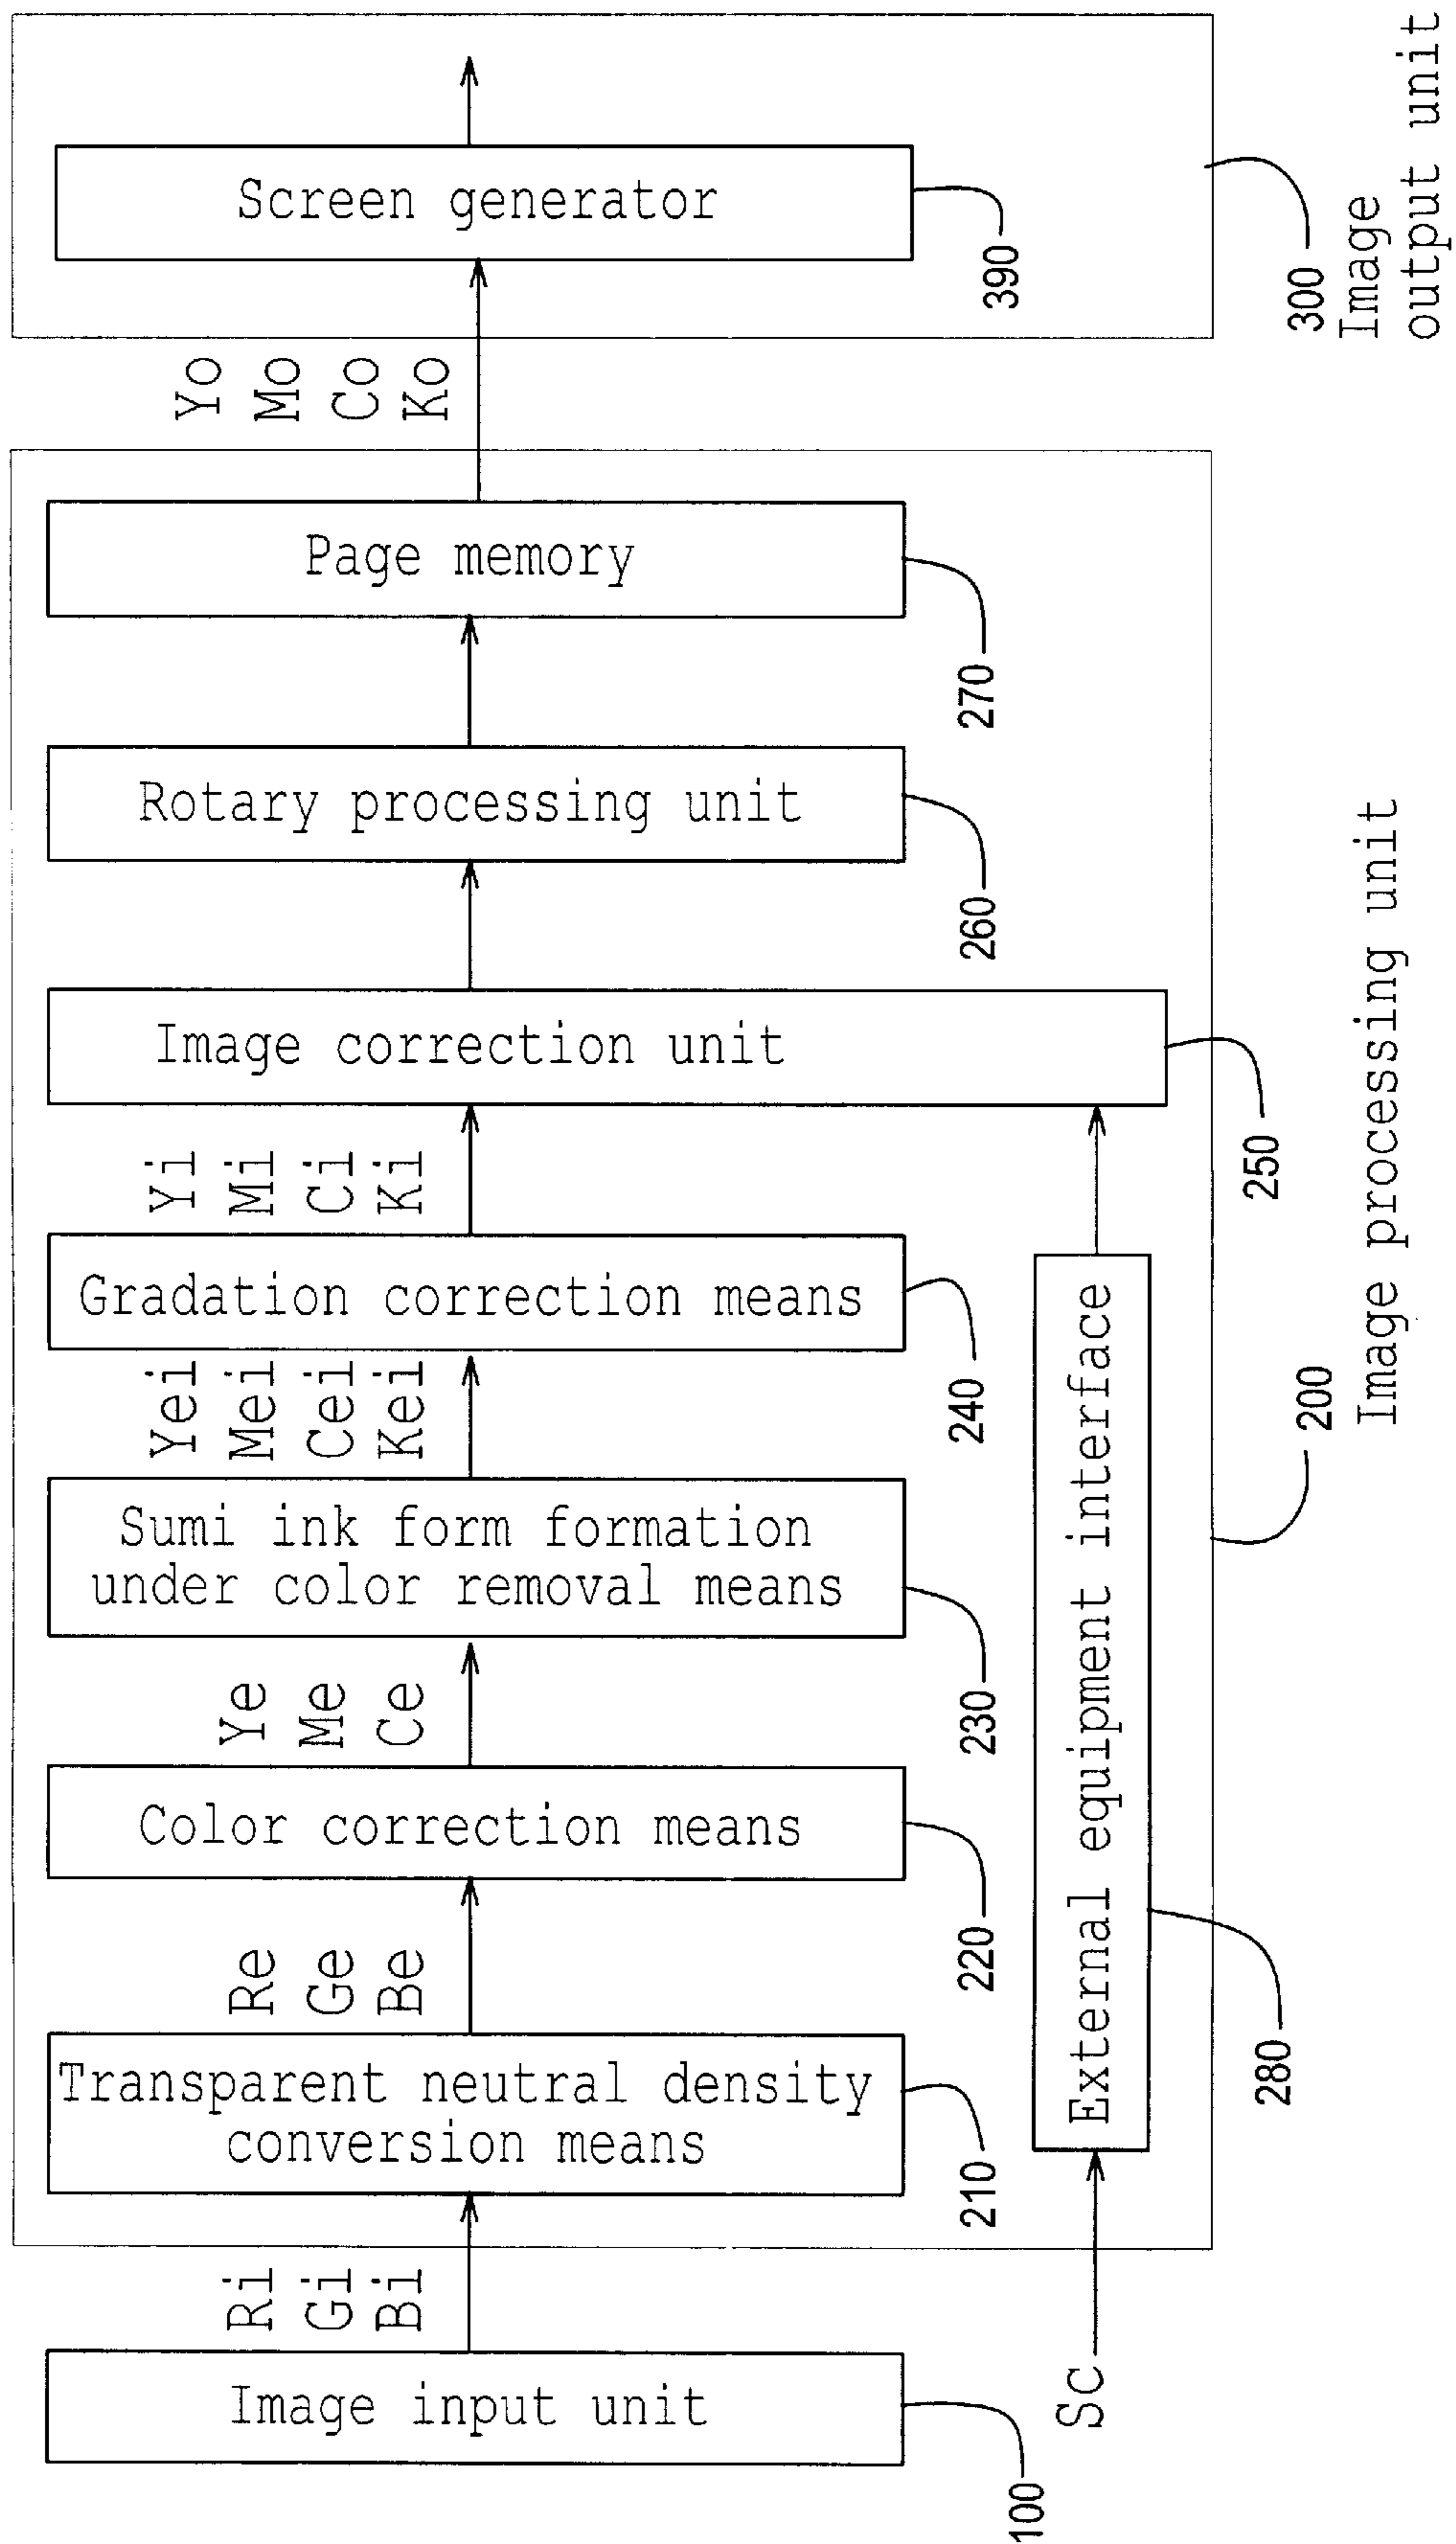 Image input unit
100
Ri
Gi
Bi
Transparent neutral density
conversion means
210
Re
Ge
Be
Color correction means
220
Ye
Me
Ce
Sumi ink form formation
under color removal means
230
Yei
Mei
Cei
Kei
Gradation correction means
240
Yi
Mi
Ci
Ki
Image correction unit
250
Rotary processing unit
260
Page memory
270
Sc
External equipment interface
280
200
Image processing unit
Yo
Mo
Co
Ko
Screen generator
390
300
Image
output unit